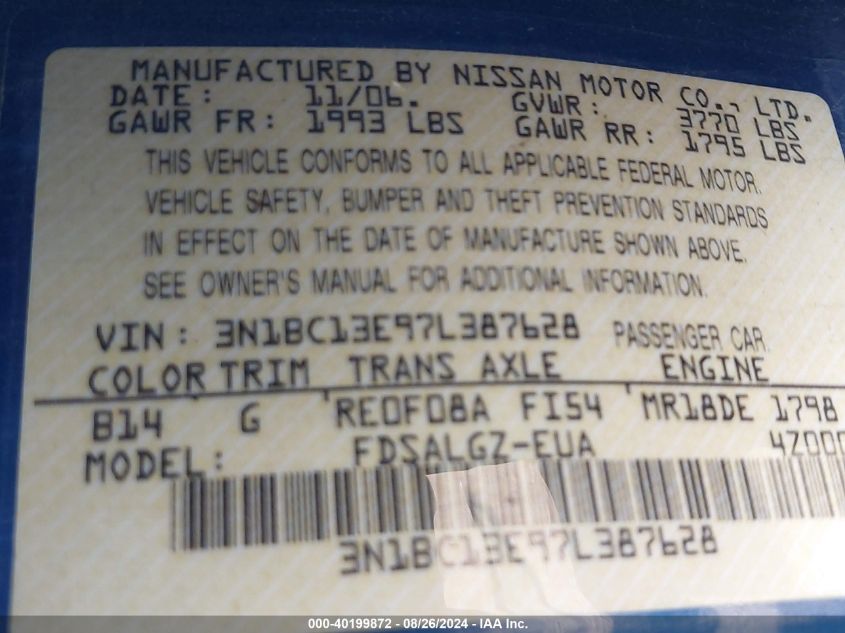 MANUFACTURED BY NISSAN MOTOR CO., LTD.
DATE: 11/06. GVWR: 3770 LBS
GAWR FR: 1993 LBS GAWR RR: 1795 LBS
THIS VEHICLE CONFORMS TO ALL APPLICABLE FEDERAL MOTOR
VEHICLE SAFETY, BUMPER AND THEFT PREVENTION STANDARDS
IN EFFECT ON THE DATE OF MANUFACTURE SHOWN ABOVE.
SEE OWNER'S MANUAL FOR ADDITIONAL INFORMATION.
VIN: 3N1BC13E97L387628 PASSENGER CAR
COLOR TRIM TRANS AXLE ENGINE
B14 G RE0F08A FI54 MR18DE 1798
MODEL: FDSALGZ-EUA 4Z000
3N1BC13E97L387628
000-40199872 - 08/26/2024 - IAA Inc.